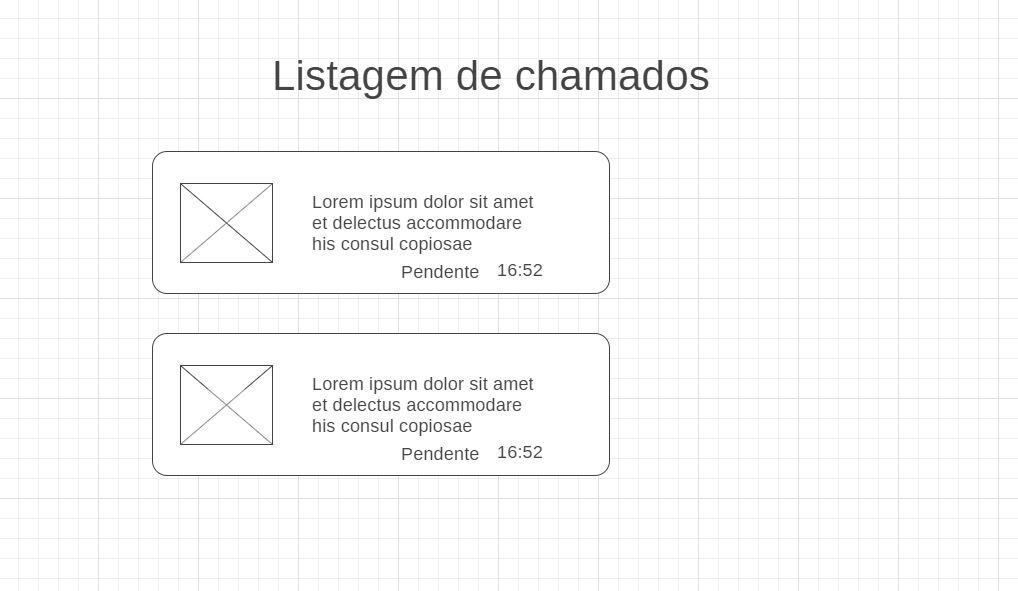 Listagem de chamados
Lorem ipsum dolor sit amet
et delectus accommodare
his consul copiosae
Pendente 16:52
Lorem ipsum dolor sit amet
et delectus accommodare
his consul copiosae
Pendente 16:52